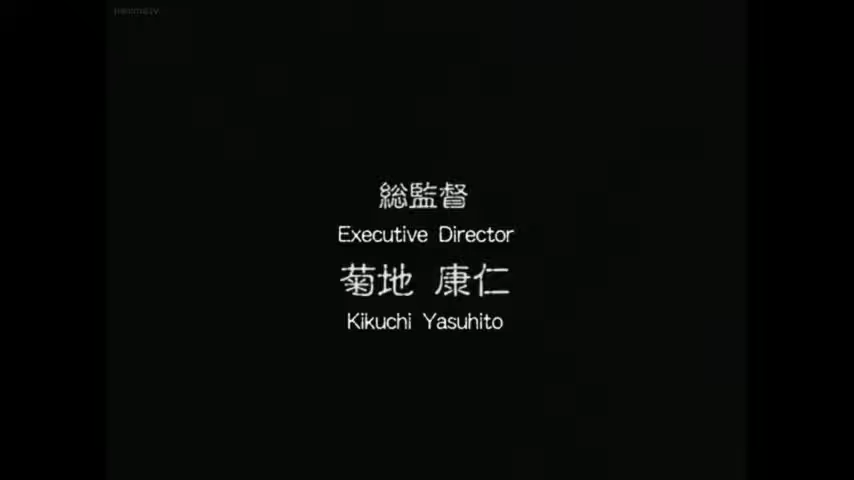 総監督
Executive Director
菊地 康仁
Kikuchi Yasuhito